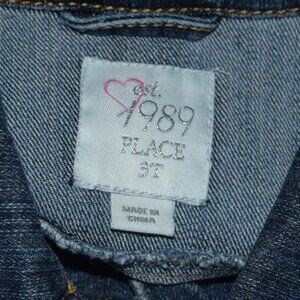 est.
1989
PLACE
3T
MADE IN
CHINA